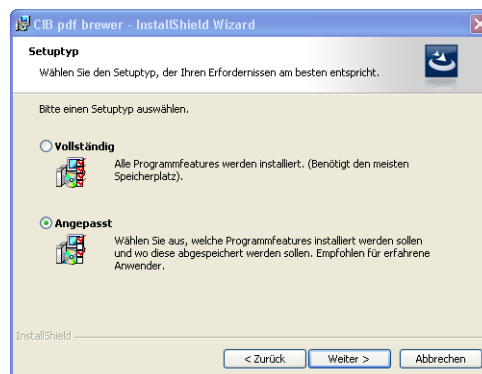 CIB pdf brewer - InstallShield Wizard
Setuptyp
Wählen Sie den Setuptyp, der Ihren Erfordernissen am besten entspricht.
Bitte einen Setuptyp auswählen.
Vollständig
Alle Programmfeatures werden installiert. (Benötigt den meisten
Speicherplatz).
Angepasst
Wählen Sie aus, welche Programmfeatures installiert werden sollen
und wo diese abgespeichert werden sollen. Empfohlen für erfahrene
Anwender.
InstallShield
< Zurück Weiter > Abbrechen